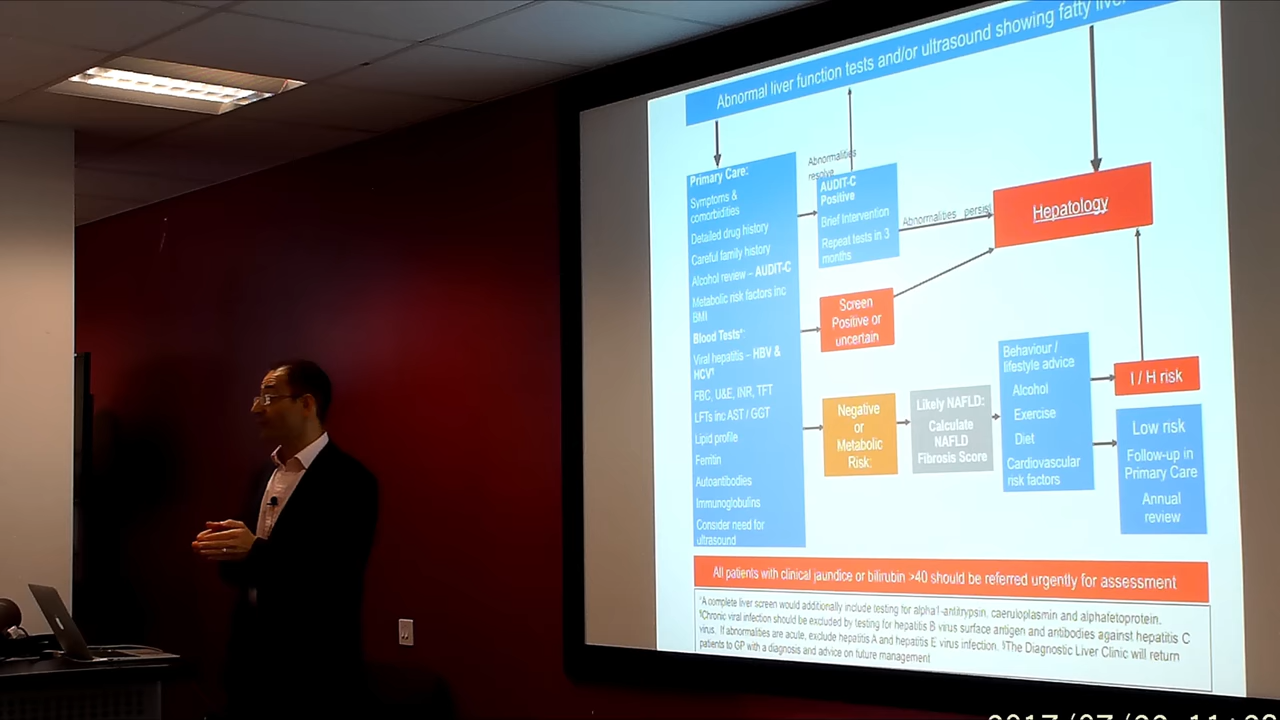 Abnormal liver function tests and/or ultrasound showing fatty liver
Primary Care:
Symptoms &
comorbidities
Detailed drug history
Careful family history
Alcohol review – AUDIT-C
Metabolic risk factors inc
BMI
Blood Tests¹:
Viral hepatitis – HBV &
HCV¶
FBC, U&E, INR, TFT
LFTs inc AST / GGT
Lipid profile
Ferritin
Autoantibodies
Immunoglobulins
Consider need for
ultrasound
Abnormalities
resolve
AUDIT-C
Positive
Brief Intervention
Repeat tests in 3
months
Abnormalities persist
Hepatology
Screen
Positive or
uncertain
Negative
or
Metabolic
Risk:
Likely NAFLD:
Calculate
NAFLD
Fibrosis Score
Behaviour /
lifestyle advice
Alcohol
Exercise
Diet
Cardiovascular
risk factors
I / H risk
Low risk
Follow-up in
Primary Care
Annual
review
All patients with clinical jaundice or bilirubin >40 should be referred urgently for assessment
A complete liver screen would additionally include testing for alpha1-antitrypsin, caeruloplasmin and alphafetoprotein.
¶Chronic viral infection should be excluded by testing for hepatitis B virus surface antigen and antibodies against hepatitis C
virus. If abnormalities are acute, exclude hepatitis A and hepatitis E virus infection. §The Diagnostic Liver Clinic will return
patients to GP with a diagnosis and advice on future management